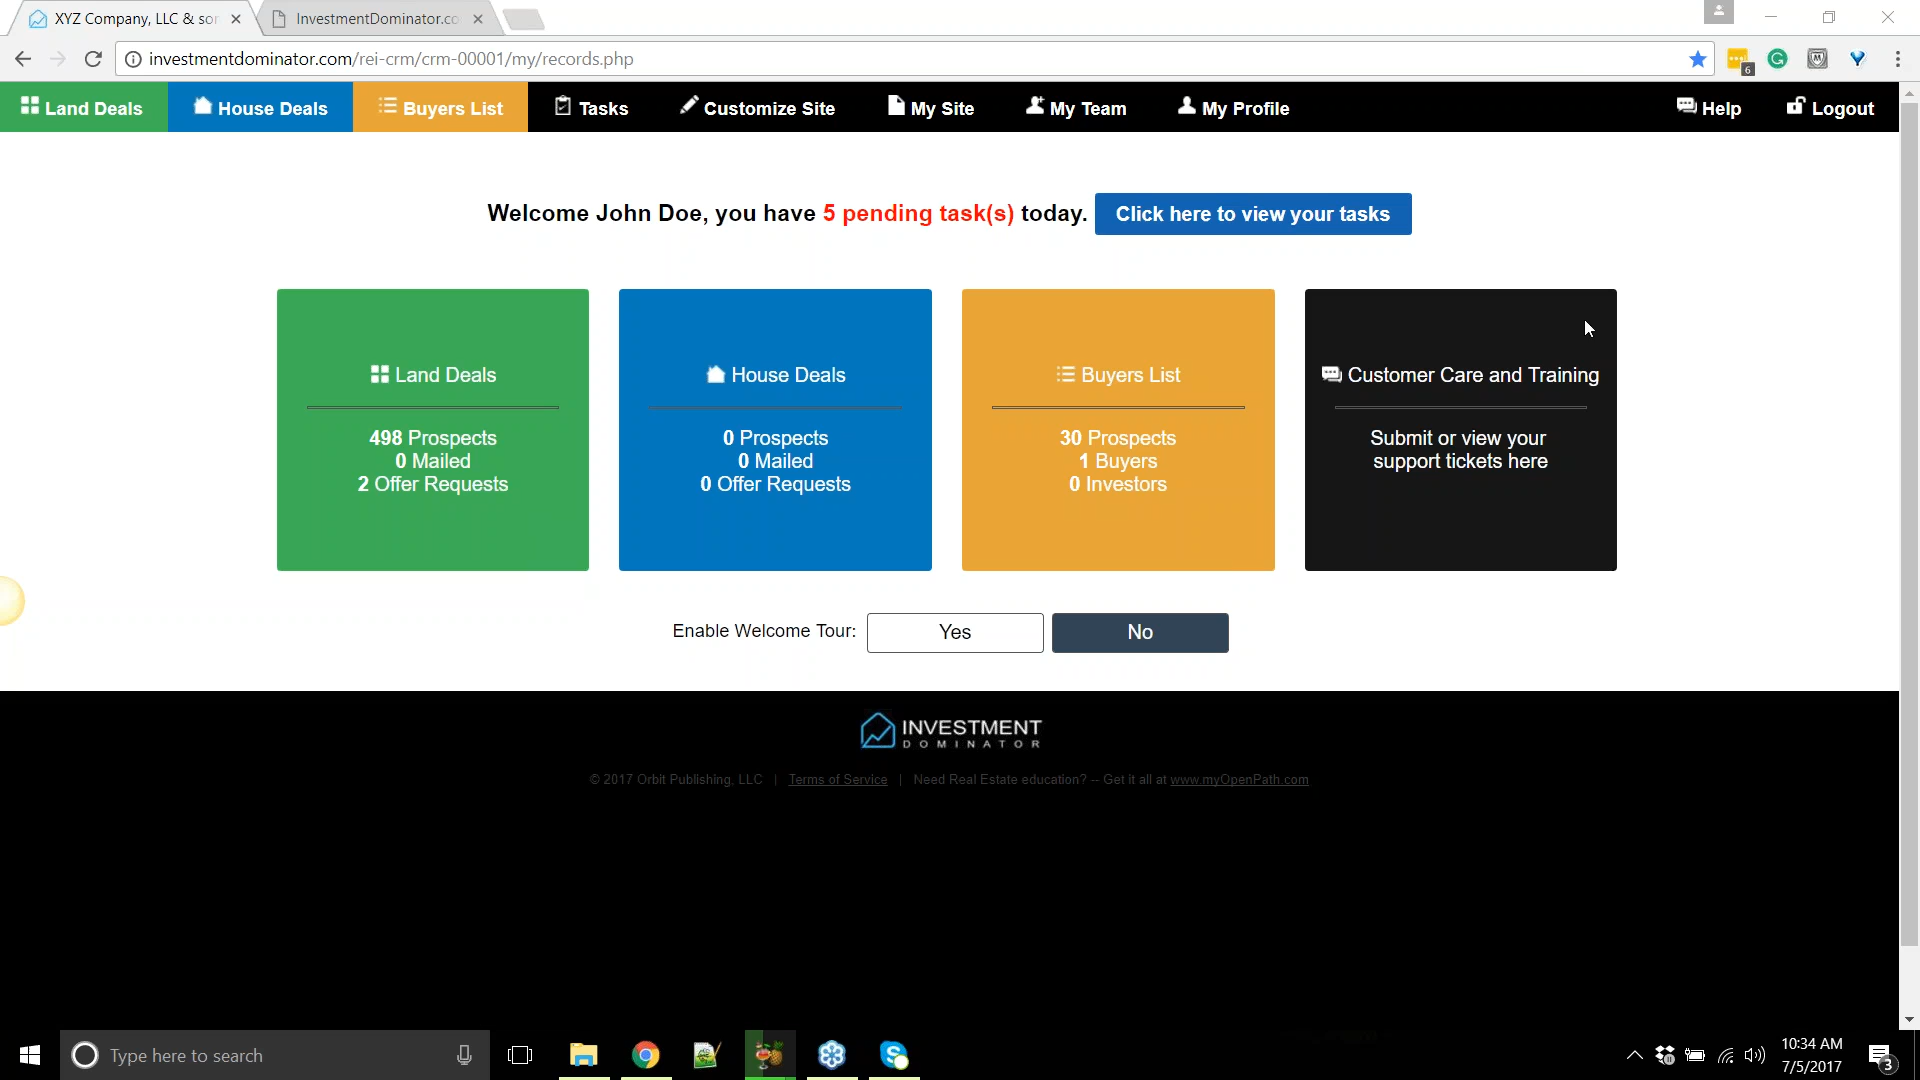 XYZ Company, LLC & sor
InvestmentDominator.co
investmentdominator.com/rei-crm/crm-00001/my/records.php
6
Land Deals
House Deals
Buyers List
Tasks
Customize Site
My Site
My Team
My Profile
Help
Logout
Welcome John Doe, you have 5 pending task(s) today.
Click here to view your tasks
Land Deals
498 Prospects
0 Mailed
2 Offer Requests
House Deals
0 Prospects
0 Mailed
0 Offer Requests
Buyers List
30 Prospects
1 Buyers
0 Investors
Customer Care and Training
Submit or view your
support tickets here
Enable Welcome Tour:
Yes
No
INVESTMENT
DOMINATOR
© 2017 Orbit Publishing, LLC | Terms of Service | Need Real Estate education? -- Get it all at www.myOpenPath.com
Type here to search
10:34 AM
7/5/2017
3